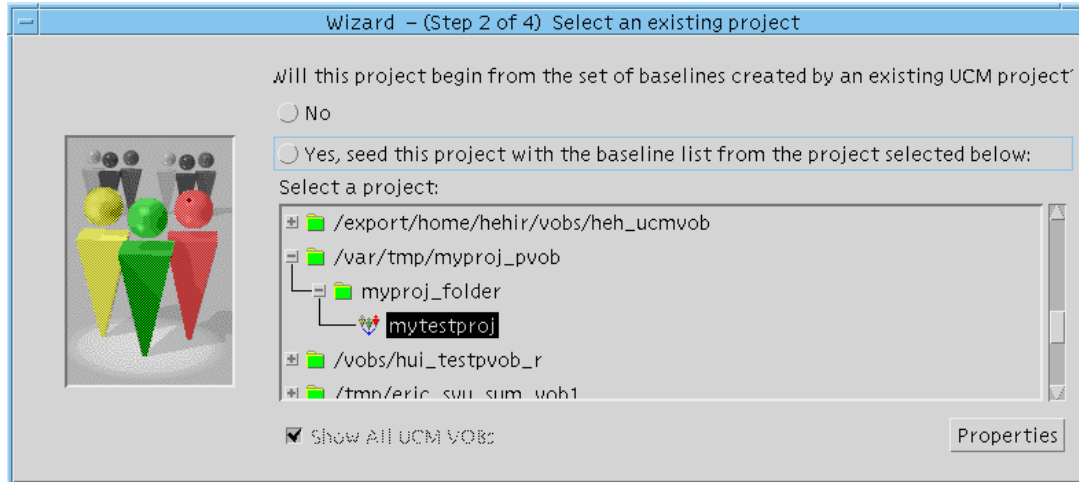 Wizard – (Step 2 of 4) Select an existing project
Will this project begin from the set of baselines created by an existing UCM project?
No
Yes, seed this project with the baseline list from the project selected below:
Select a project:
/export/home/hehir/vobs/heh_ucmvob
/var/tmp/myproj_pvob
myproj_folder
mytestproj
/vobs/hui_testpvob_r
/tmp/eric_svu_sum_vob1
Show All UCM VOBs
Properties